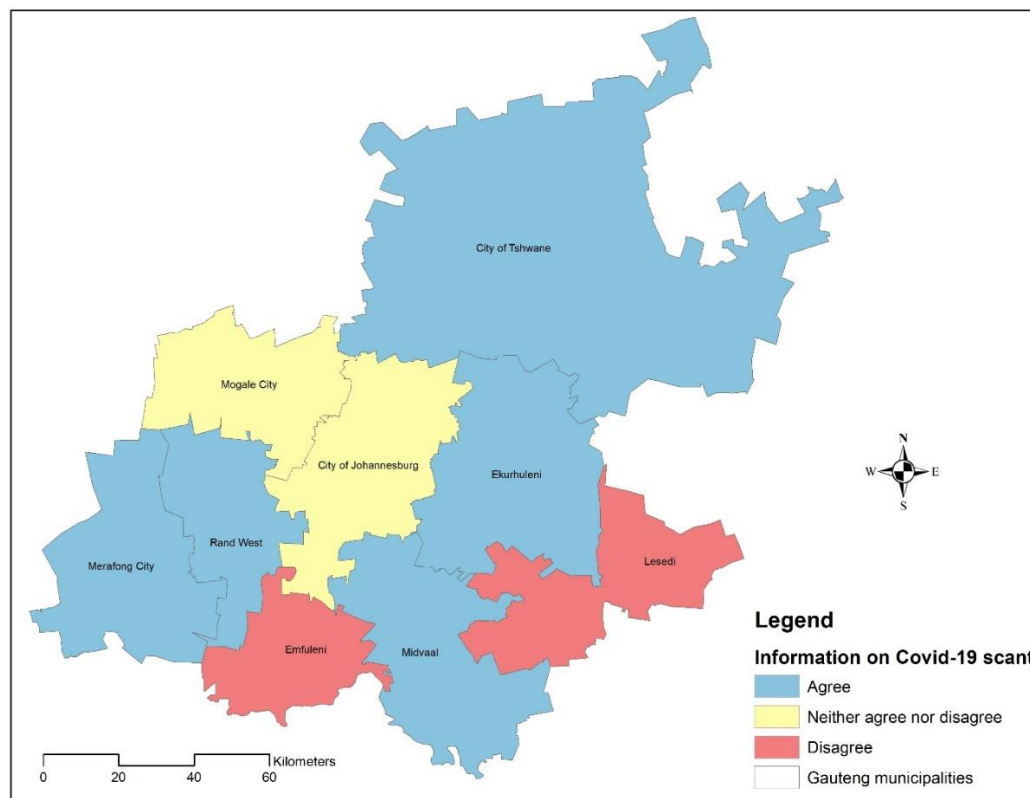 City of Tshwane
Mogale City
City of Johannesburg
Ekurhuleni
Rand West
Merafong City
Lesedi
Emfuleni
Midvaal
N
W E
S
Legend
Information on Covid-19 scant
Agree
Neither agree nor disagree
Disagree
Gauteng municipalities
Kilometers
0 20 40 60